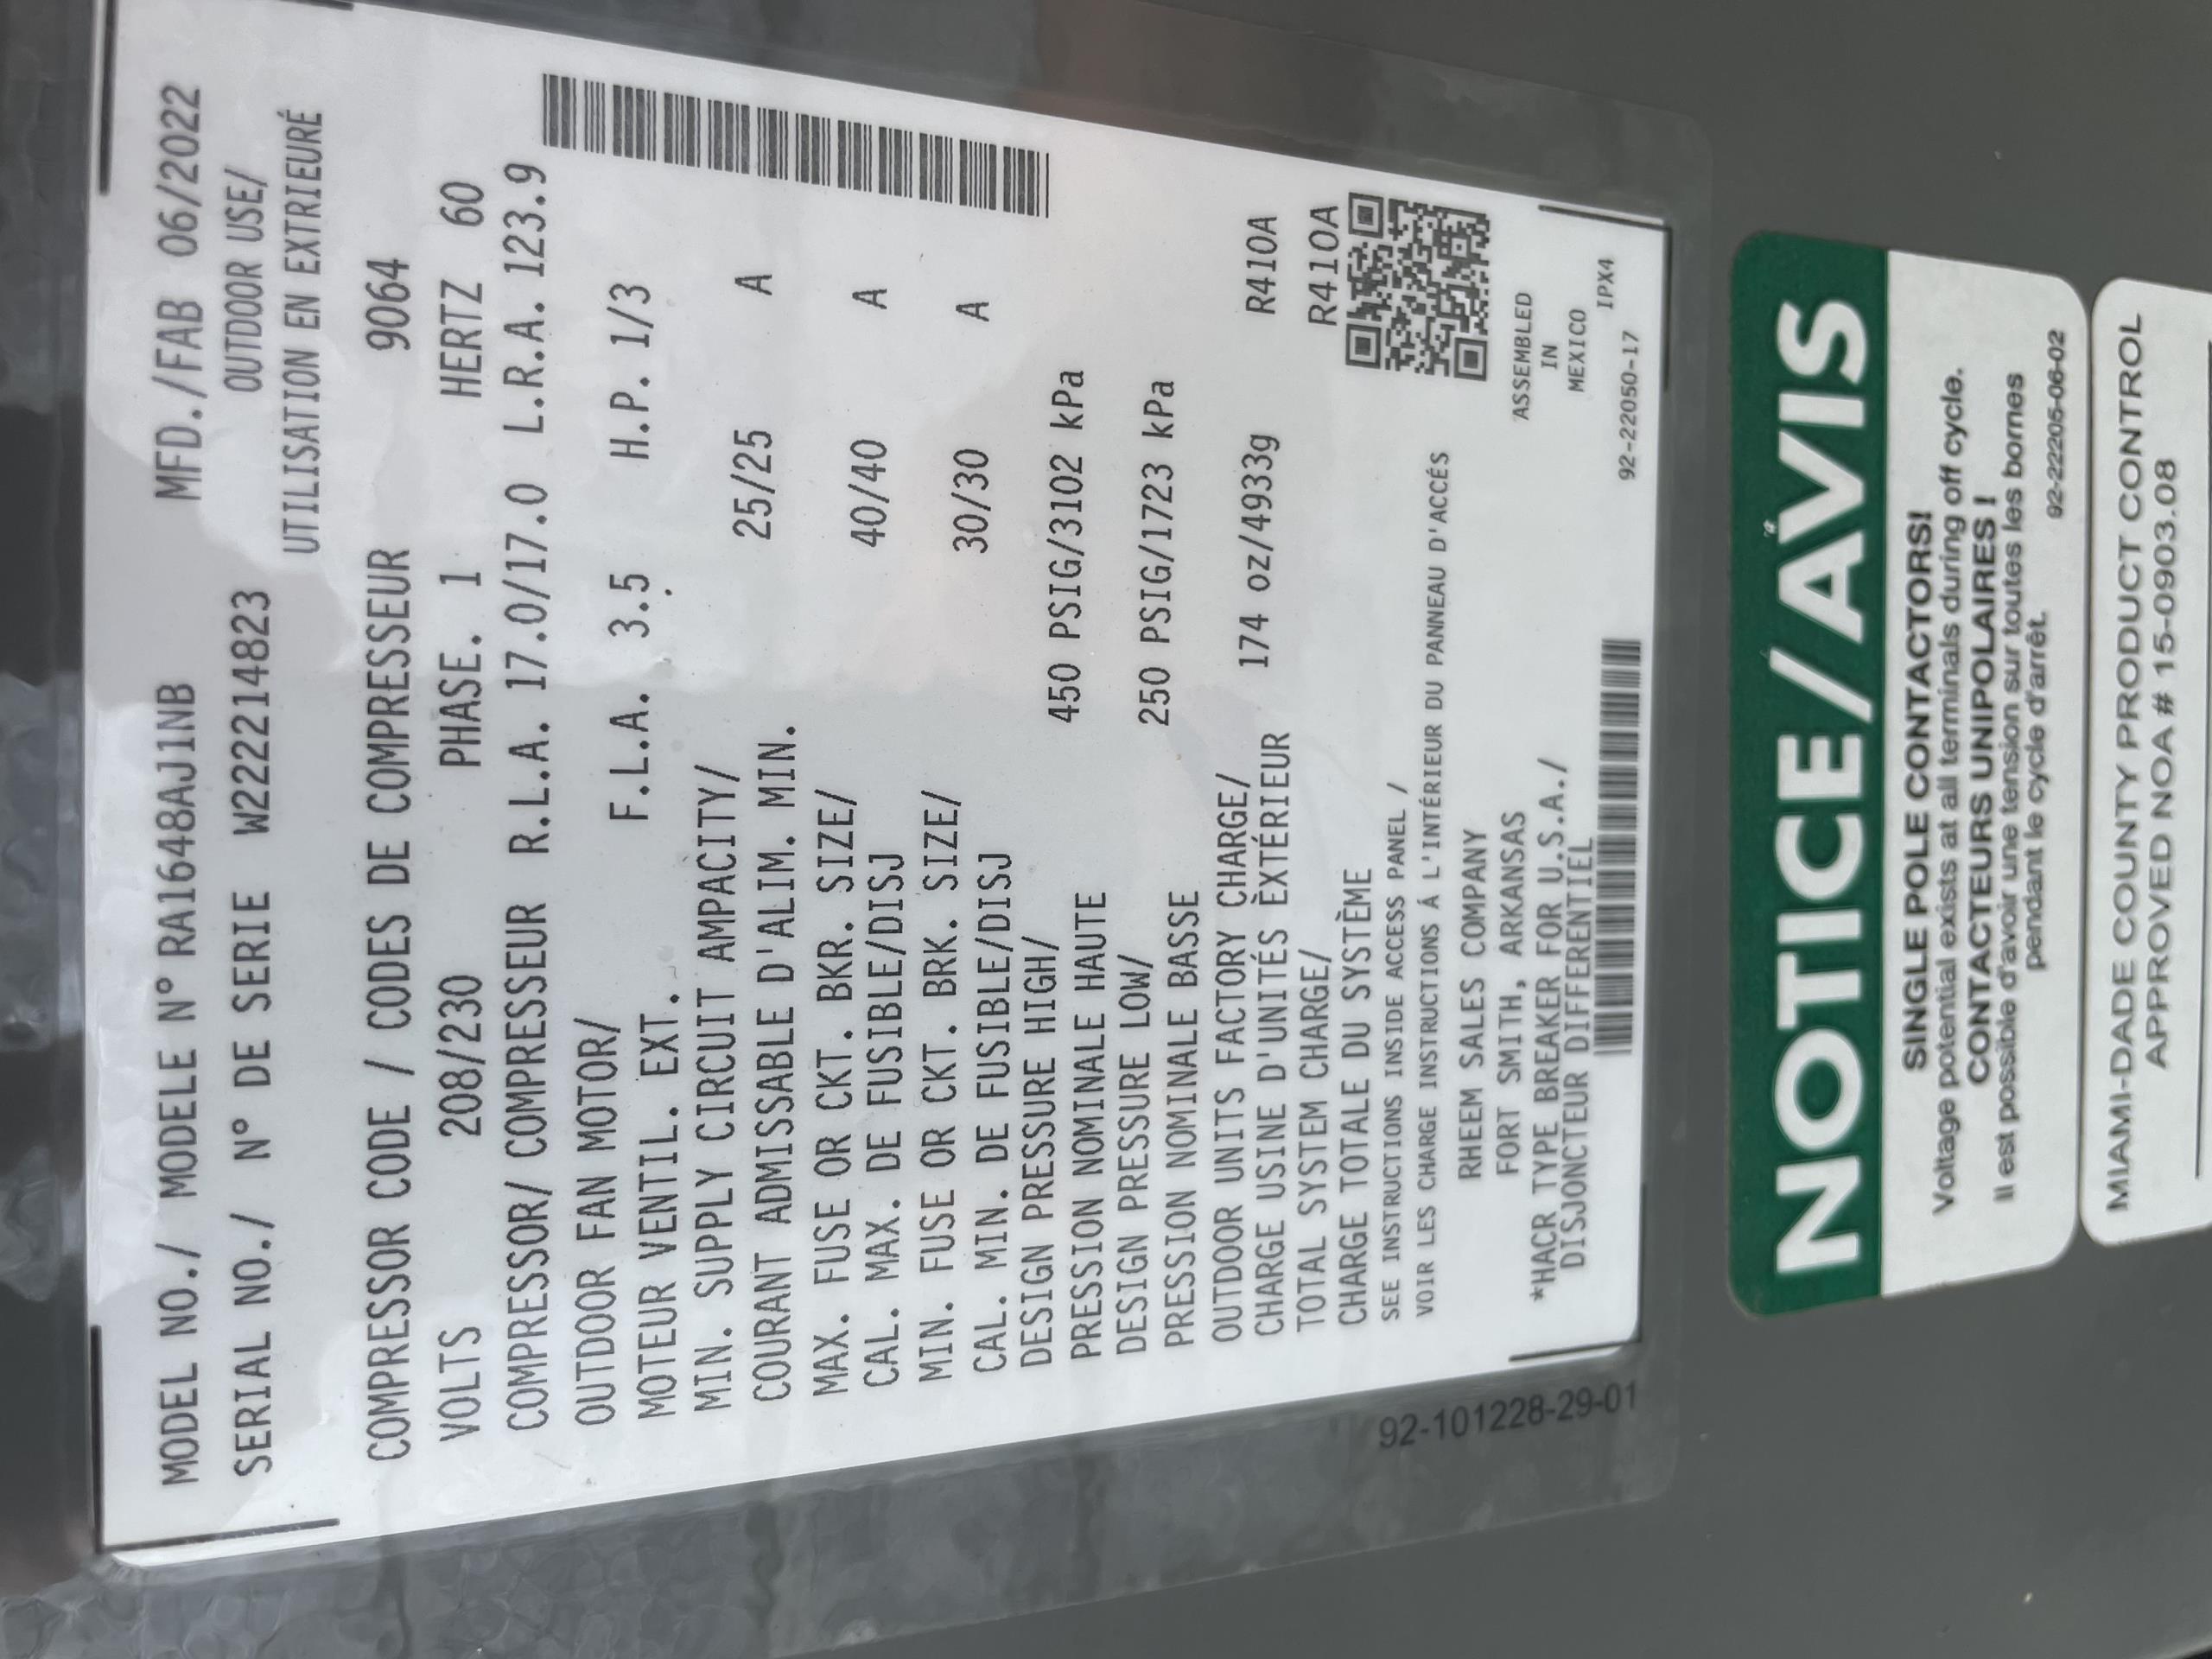 MODEL NO./ MODELE N° RA1648AJ1NB MFD./FAB 06/2022
SERIAL NO./ N° DE SERIE W222214823 OUTDOOR USE/
UTILISATION EN EXTRIEURÉ
COMPRESSOR CODE / CODES DE COMPRESSEUR 9064
VOLTS 208/230 PHASE. 1 HERTZ 60
COMPRESSOR/ COMPRESSEUR R.L.A. 17.0/17.0 L.R.A. 123.9
OUTDOOR FAN MOTOR/
MOTEUR VENTIL. EXT. F.L.A. 3.5 H.P. 1/3
MIN. SUPPLY CIRCUIT AMPACITY/
COURANT ADMISSABLE D'ALIM. MIN. 25/25 A
MAX. FUSE OR CKT. BKR. SIZE/
CAL. MAX. DE FUSIBLE/DISJ 40/40 A
MIN. FUSE OR CKT. BRK. SIZE/
CAL. MIN. DE FUSIBLE/DISJ 30/30 A
DESIGN PRESSURE HIGH/
PRESSION NOMINALE HAUTE 450 PSIG/3102 kPa
DESIGN PRESSURE LOW/
PRESSION NOMINALE BASSE 250 PSIG/1723 kPa
OUTDOOR UNITS FACTORY CHARGE/
CHARGE USINE D'UNITÉS ÈXTÉRIEUR 174 oz/4933g R410A
TOTAL SYSTEM CHARGE/
CHARGE TOTALE DU SYSTÈME R410A
SEE INSTRUCTIONS INSIDE ACCESS PANEL /
VOIR LES CHARGE INSTRUCTIONS Á L'INTÉRIEUR DU PANNEAU D'ACCÉS
RHEEM SALES COMPANY
FORT SMITH, ARKANSAS
*HACR TYPE BREAKER FOR U.S.A./
DISJONCTEUR DIFFERENTIEL
ASSEMBLED
IN
MEXICO
IPX4
92-22050-17
92-101228-29-01
NOTICE/AVIS
SINGLE POLE CONTACTORS!
Voltage potential exists at all terminals during off cycle.
CONTACTEURS UNIPOLAIRES !
Il est possible d'avoir une tension sur toutes les bornes
pendant le cycle d'arrêt.
92-22205-06-02
MIAMI-DADE COUNTY PRODUCT CONTROL
APPROVED NOA # 15-0903.08